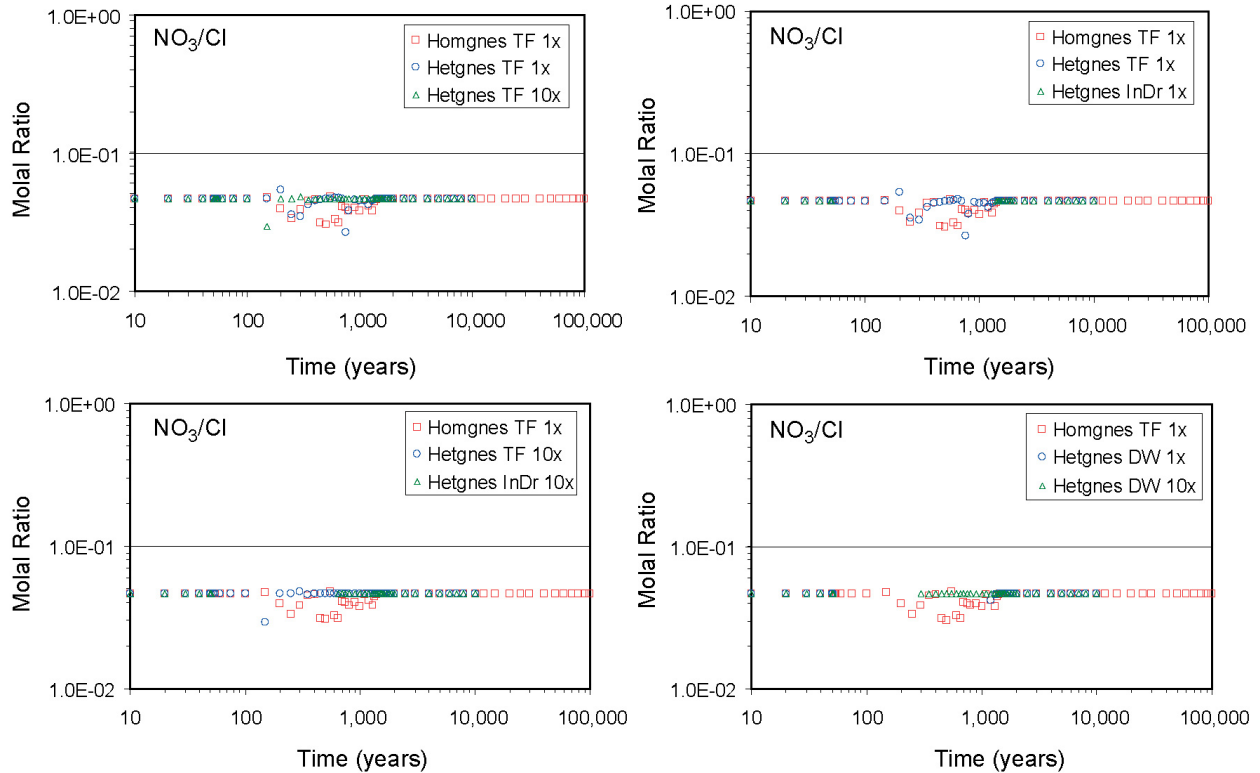 1.0E+00
NO3/Cl
Homgnes TF 1x
Hetgnes TF 1x
Hetgnes TF 10x
Molal Ratio
1.0E-01
1.0E-02
10
100
1,000
10,000
100,000
Time (years)
1.0E+00
NO3/Cl
Homgnes TF 1x
Hetgnes TF 1x
Hetgnes InDr 1x
Molal Ratio
1.0E-01
1.0E-02
10
100
1,000
10,000
100,000
Time (years)
1.0E+00
NO3/Cl
Homgnes TF 1x
Hetgnes TF 10x
Hetgnes InDr 10x
Molal Ratio
1.0E-01
1.0E-02
10
100
1,000
10,000
100,000
Time (years)
1.0E+00
NO3/Cl
Homgnes TF 1x
Hetgnes DW 1x
Hetgnes DW 10x
Molal Ratio
1.0E-01
1.0E-02
10
100
1,000
10,000
100,000
Time (years)